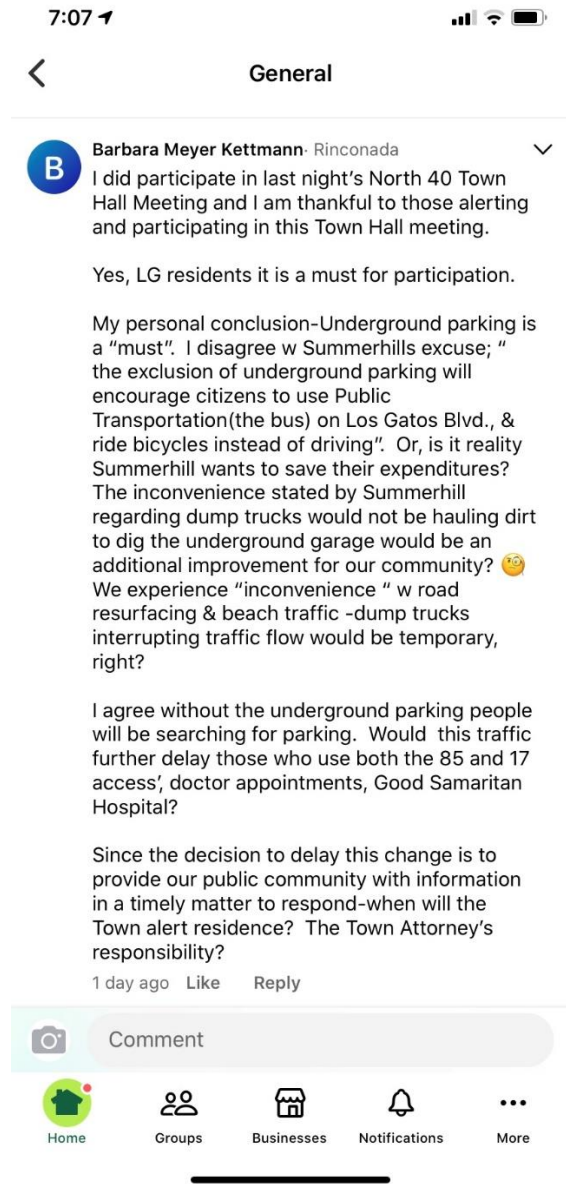 7:07
General
B
Barbara Meyer Kettmann· Rinconada
I did participate in last night's North 40 Town
Hall Meeting and I am thankful to those alerting
and participating in this Town Hall meeting.
Yes, LG residents it is a must for participation.
My personal conclusion-Underground parking is
a "must".  I disagree w Summerhills excuse; "
the exclusion of underground parking will
encourage citizens to use Public
Transportation(the bus) on Los Gatos Blvd., &
ride bicycles instead of driving".  Or, is it reality
Summerhill wants to save their expenditures?
The inconvenience stated by Summerhill
regarding dump trucks would not be hauling dirt
to dig the underground garage would be an
additional improvement for our community? 🧐
We experience "inconvenience " w road
resurfacing & beach traffic -dump trucks
interrupting traffic flow would be temporary,
right?
I agree without the underground parking people
will be searching for parking.  Would  this traffic
further delay those who use both the 85 and 17
access', doctor appointments, Good Samaritan
Hospital?
Since the decision to delay this change is to
provide our public community with information
in a timely matter to respond-when will the
Town alert residence?  The Town Attorney's
responsibility?
1 day ago Like Reply
Comment
Home Groups Businesses Notifications More